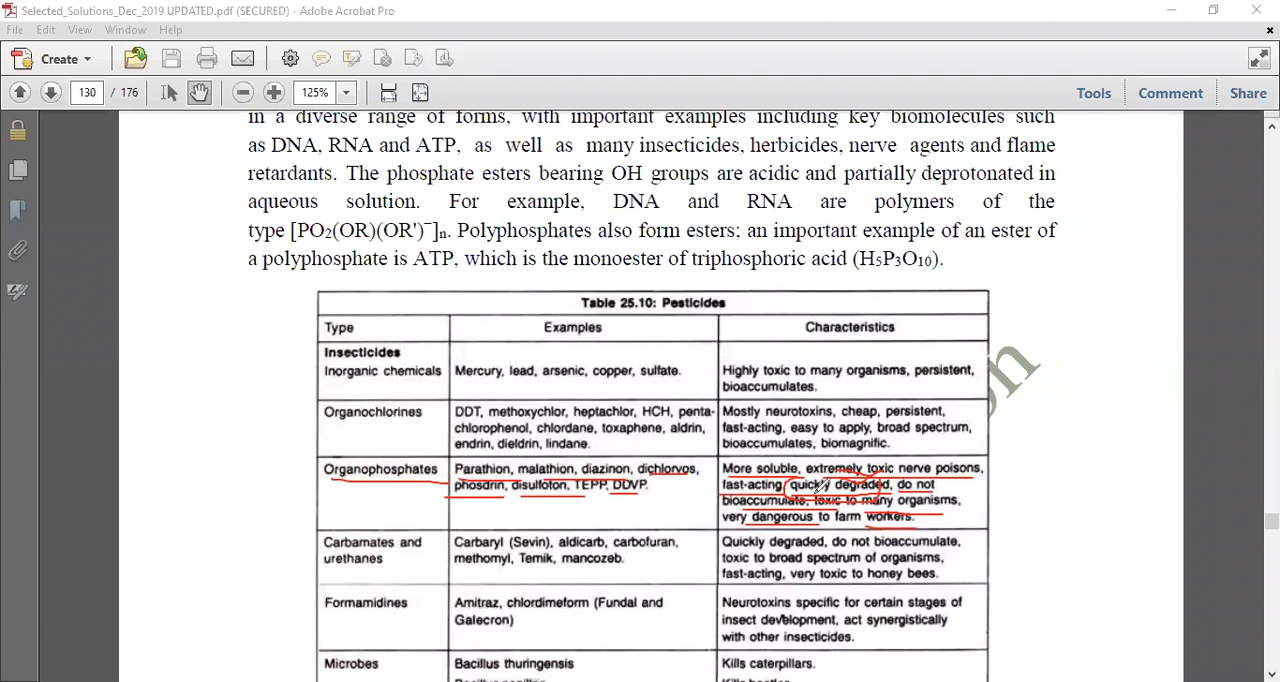 Selected_Solutions_Dec_2019 UPDATED.pdf (SECURED) - Adobe Acrobat Pro
File Edit View Window Help
Create
130 / 176 125% Tools Comment Share
in a diverse range of forms, with important examples including key biomolecules such
as DNA, RNA and ATP, as well as many insecticides, herbicides, nerve agents and flame
retardants. The phosphate esters bearing OH groups are acidic and partially deprotonated in
aqueous solution. For example, DNA and RNA are polymers of the
type [PO2(OR)(OR')−]n. Polyphosphates also form esters; an important example of an ester of
a polyphosphate is ATP, which is the monoester of triphosphoric acid (H5P3O10).
Table 25.10: Pesticides
Type Examples Characteristics
Insecticides
Inorganic chemicals Mercury, lead, arsenic, copper, sulfate. Highly toxic to many organisms, persistent,
bioaccumulates.
Organochlorines DDT, methoxychlor, heptachlor, HCH, penta- Mostly neurotoxins, cheap, persistent,
chlorophenol, chlordane, toxaphene, aldrin, fast-acting, easy to apply, broad spectrum,
endrin, dieldrin, lindane. bioaccumulates, biomagnific.
Organophosphates Parathion, malathion, diazinon, dichlorvos, More soluble, extremely toxic nerve poisons,
phosdrin, disulfoton, TEPP, DDVP. fast-acting, quickly degraded, do not
bioaccumulate, toxic to many organisms,
very dangerous to farm workers.
Carbamates and Carbaryl (Sevin), aldicarb, carbofuran, Quickly degraded, do not bioaccumulate,
urethanes methomyl, Temik, mancozeb. toxic to broad spectrum of organisms,
fast-acting, very toxic to honey bees.
Formamidines Amitraz, chlordimeform (Fundal and Neurotoxins specific for certain stages of
Galecron) insect development, act synergistically
with other insecticides.
Microbes Bacillus thuringensis Kills caterpillars.